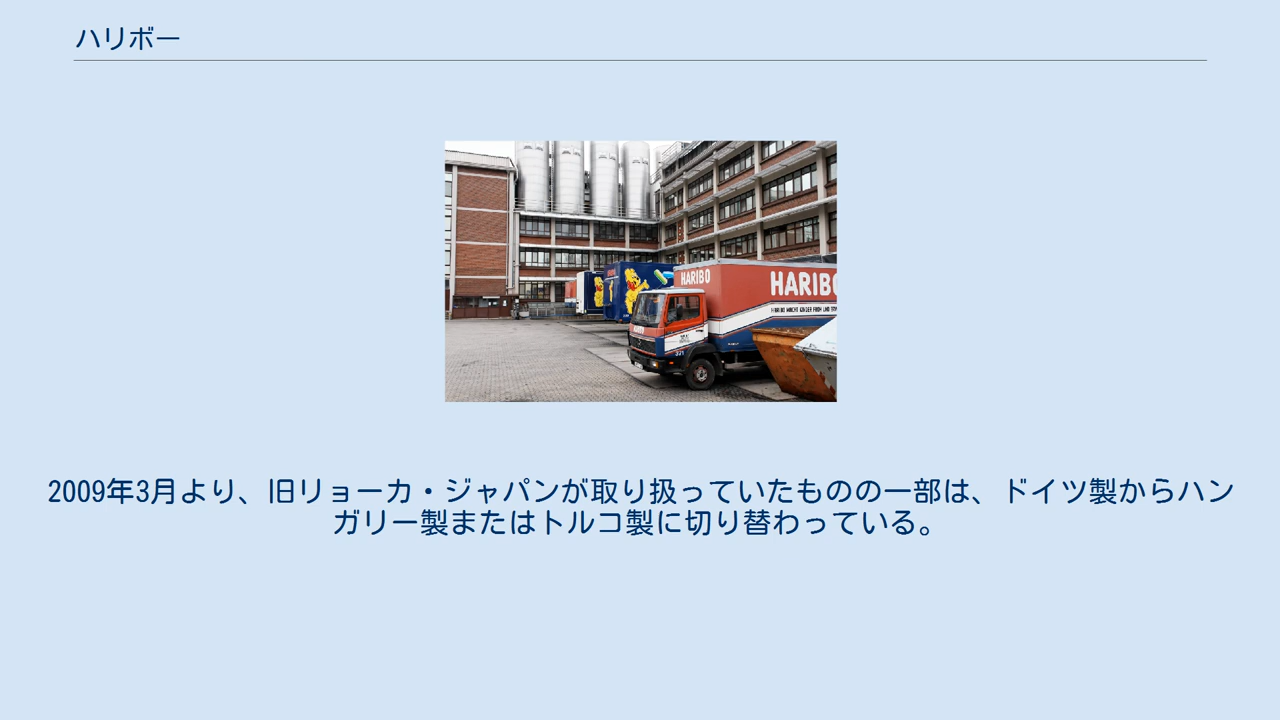 ハリボー
HARIBO
HARIBO
2009年3月より、旧リョーカ・ジャパンが取り扱っていたものの一部は、ドイツ製からハン
ガリー製またはトルコ製に切り替わっている。